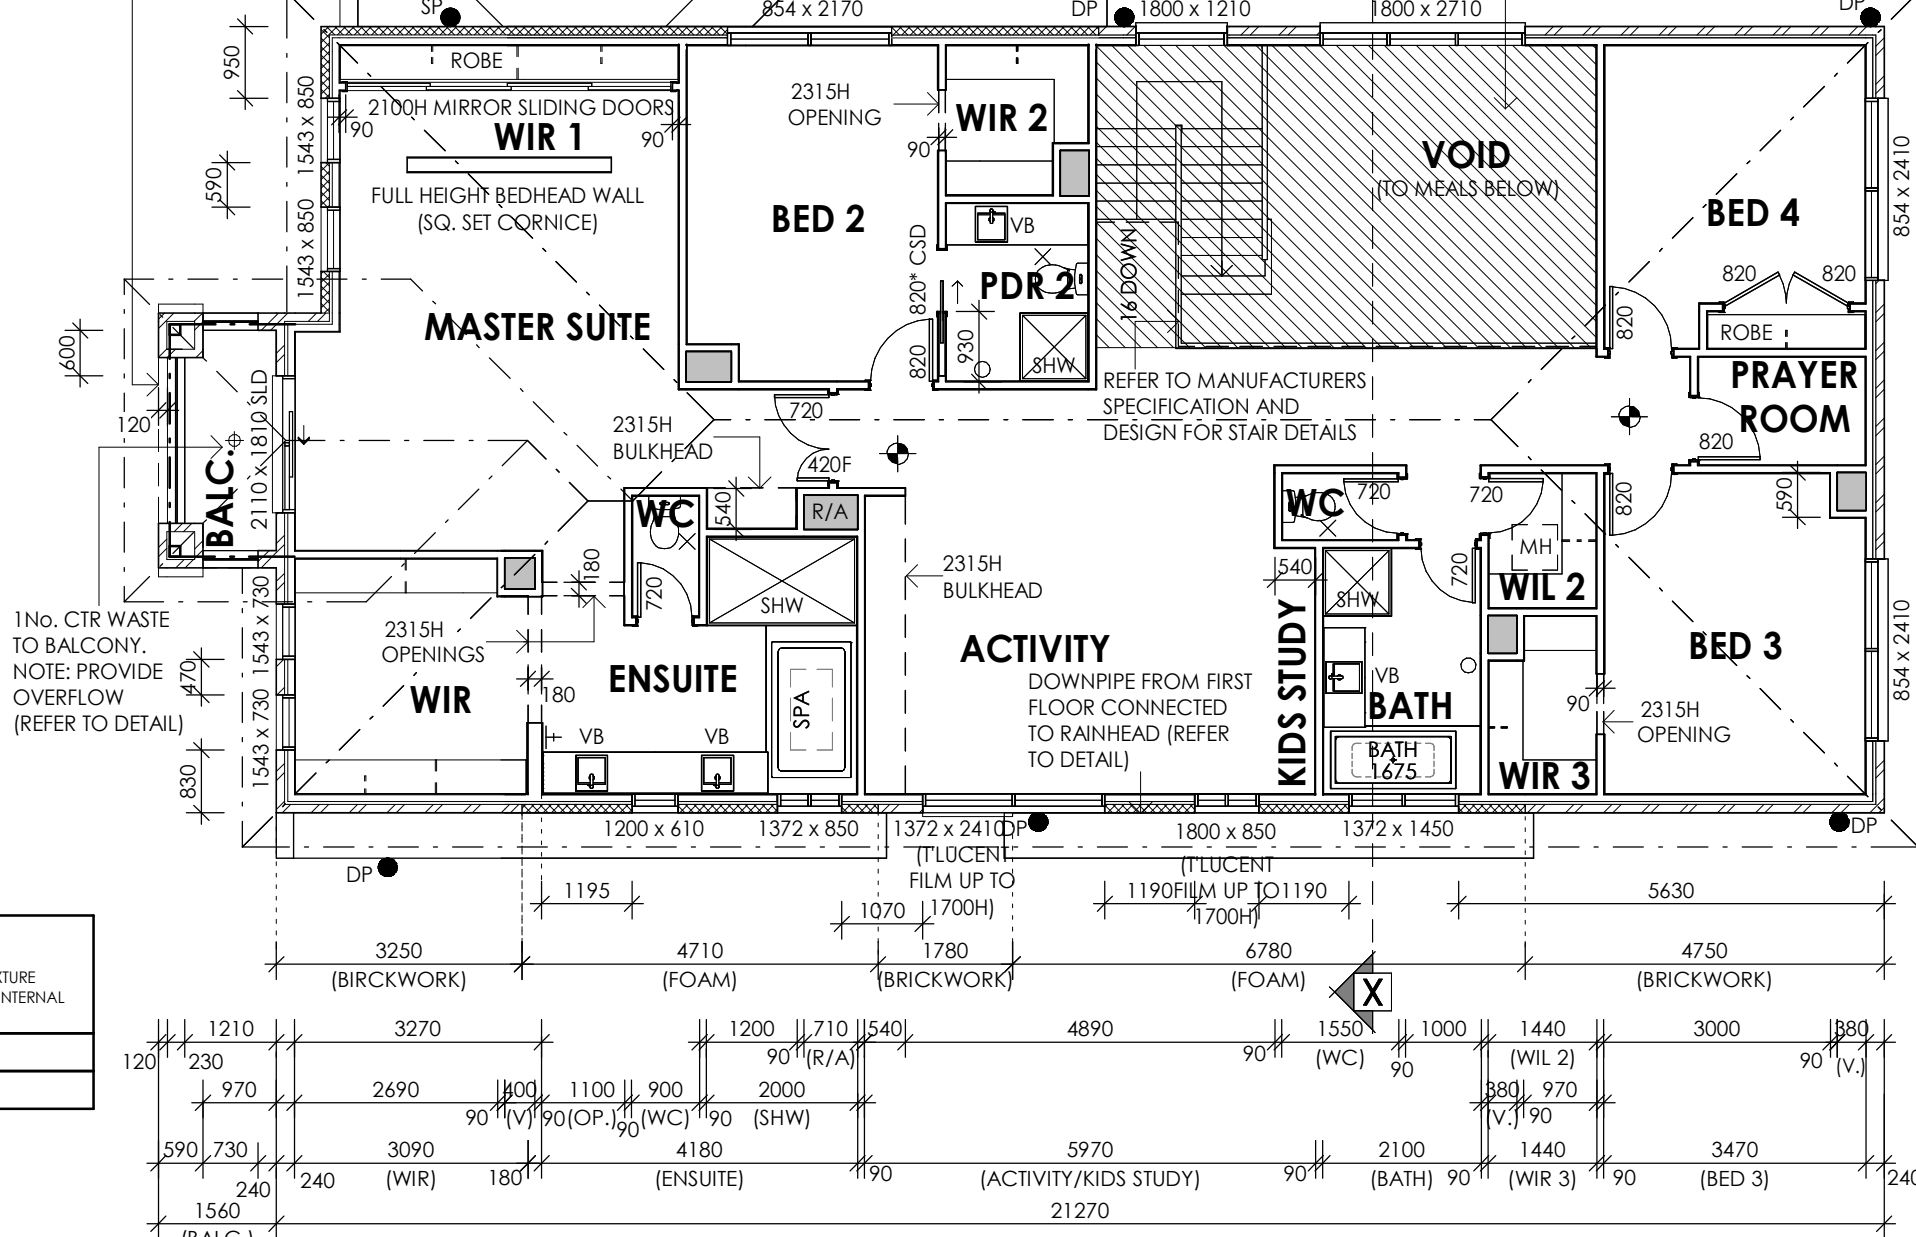 SP
854 x 2170
DP
1800 x 1210
1800 x 2710
DP
950
ROBE
2100H MIRROR SLIDING DOORS
90
WIR 1
90
1543 x 850
590
FULL HEIGHT BEDHEAD WALL
(SQ. SET CORNICE)
1543 x 850
2315H
OPENING
WIR 2
90
BED 2
VB
820* CSD
PDR 2
930
SHW
820
16 DOWN
VOID
(TO MEALS BELOW)
BED 4
854 x 2410
820
820
820
ROBE
MASTER SUITE
600
120
BALC.
2110 x 1810 SLD
REFER TO MANUFACTURERS
SPECIFICATION AND
DESIGN FOR STAIR DETAILS
PRAYER
ROOM
820
720
2315H
BULKHEAD
420F
WC
540
R/A
WC
720
720
820
590
MH
180
720
SHW
2315H
BULKHEAD
540
SHW
720
WIL 2
1No. CTR WASTE
TO BALCONY.
NOTE: PROVIDE
OVERFLOW
(REFER TO DETAIL)
1543 x 730
470
1543 x 730
830
2315H
OPENINGS
180
WIR
ENSUITE
SPA
VB
VB
ACTIVITY
DOWNPIPE FROM FIRST
FLOOR CONNECTED
TO RAINHEAD (REFER
TO DETAIL)
KIDS STUDY
VB
BATH
BATH
1675
BED 3
854 x 2410
90
2315H
OPENING
WIR 3
1200 x 610
1372 x 850
1372 x 2410
DP
1800 x 850
1372 x 1450
DP
(T'LUCENT
FILM UP TO
1700H)
(T'LUCENT
FILM UP TO
1700H)
DP
1195
1070
1190
1190
5630
3250
4710
1780
6780
4750
(BIRCKWORK)
(FOAM)
(BRICKWORK)
(FOAM)
(BRICKWORK)
X
NTERNAL
1210
3270
1200
710
540
4890
1550
1000
1440
3000
380
120
230
90
(R/A)
90
(WC)
90
(WIL 2)
90
(V.)
970
2690
400
1100
900
2000
380
970
90
(V)
90
(OP.)
90
(WC)
90
(SHW)
(V.)
90
590
730
3090
4180
5970
2100
1440
3470
240
240
(WIR)
180
(ENSUITE)
90
(ACTIVITY/KIDS STUDY)
90
(BATH)
90
(WIR 3)
90
(BED 3)
240
1560
21270